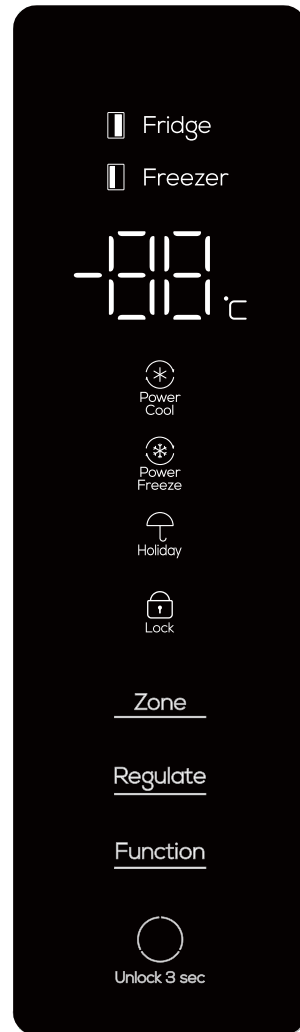 Fridge
Freezer
-88 °C
Power
Cool
Power
Freeze
Holiday
Lock
Zone
Regulate
Function
Unlock 3 sec